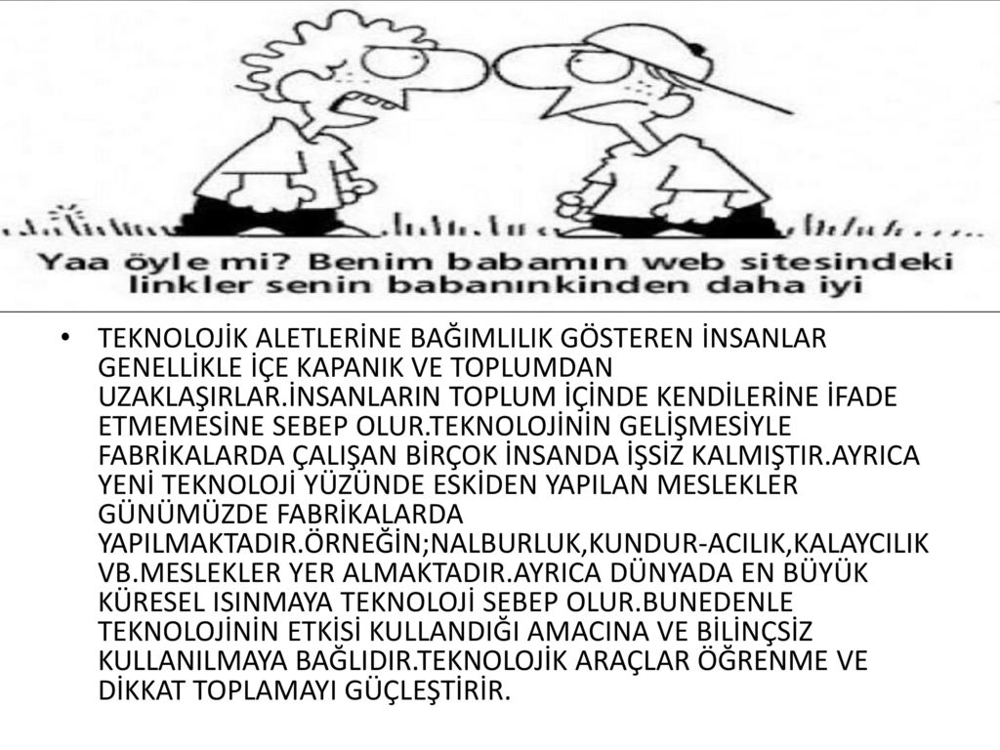 Yaa öyle mi? Benim babamın web sitesindeki
linkler senin babanınkinden daha iyi
• TEKNOLOJİK ALETLERİNE BAĞIMLILIK GÖSTEREN İNSANLAR
GENELLİKLE İÇE KAPANIK VE TOPLUMDAN
UZAKLAŞIRLAR.İNSANLARIN TOPLUM İÇİNDE KENDİLERİNE İFADE
ETMEMESİNE SEBEP OLUR.TEKNOLOJİNİN GELİŞMESİYLE
FABRİKALARDA ÇALIŞAN BİRÇOK İNSANDA İŞSİZ KALMIŞTIR.AYRICA
YENİ TEKNOLOJİ YÜZÜNDE ESKİDEN YAPILAN MESLEKLER
GÜNÜMÜZDE FABRİKALARDA
YAPILMAKTADIR.ÖRNEĞİN;NALBURLUK,KUNDUR-ACILIK,KALAYCILIK
VB.MESLEKLER YER ALMAKTADIR.AYRICA DÜNYADA EN BÜYÜK
KÜRESEL ISINMAYA TEKNOLOJİ SEBEP OLUR.BUNEDENLE
TEKNOLOJİNİN ETKİSİ KULLANDIĞI AMACINA VE BİLİNÇSİZ
KULLANILMAYA BAĞLIDIR.TEKNOLOJİK ARAÇLAR ÖĞRENME VE
DİKKAT TOPLAMAYI GÜÇLEŞTİRİR.